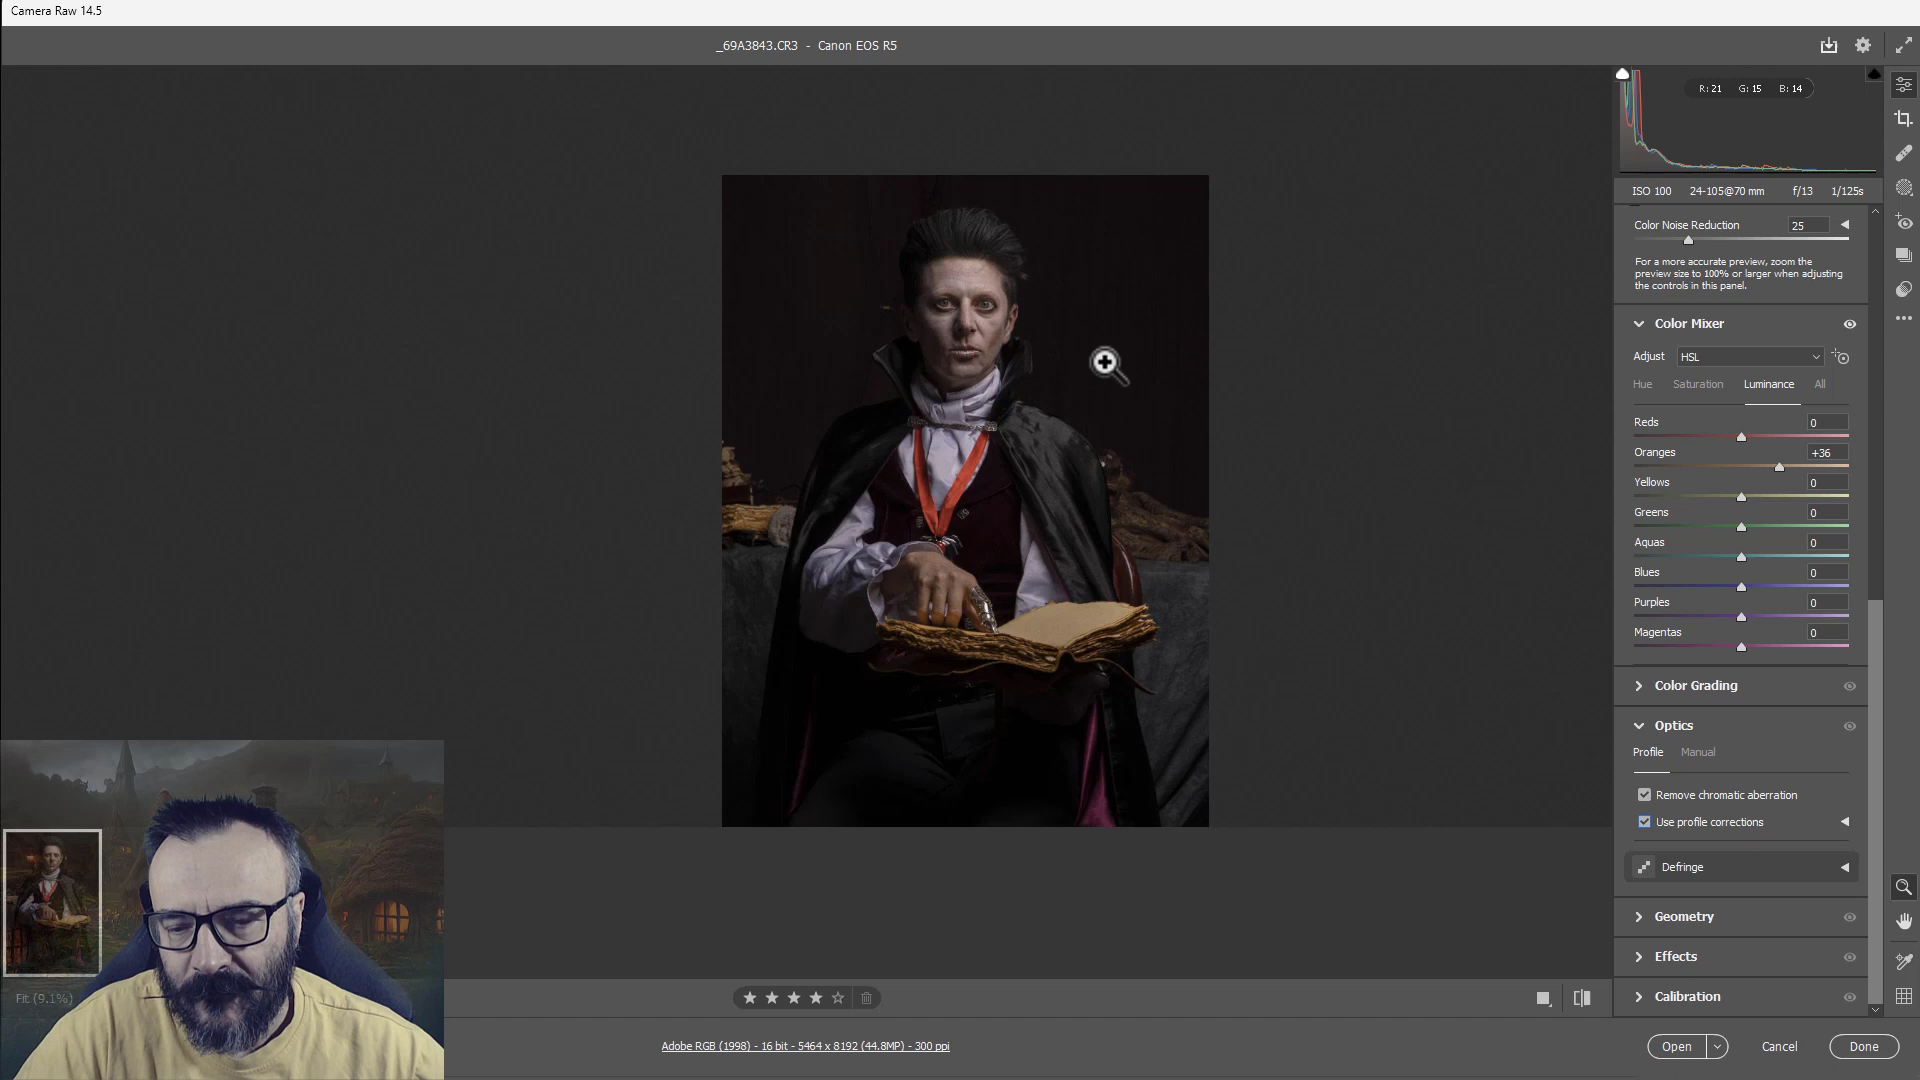 Camera Raw 14.5
_69A3843.CR3 - Canon EOS R5
R: 21 G: 15 B: 14
ISO 100 24-105@70 mm f/13 1/125s
Color Noise Reduction 25
For a more accurate preview, zoom the
preview size to 100% or larger when adjusting
the controls in this panel.
Color Mixer
Adjust HSL
Hue Saturation Luminance All
Reds 0
Oranges +36
Yellows 0
Greens 0
Aquas 0
Blues 0
Purples 0
Magentas 0
Color Grading
Optics
Profile Manual
Remove chromatic aberration
Use profile corrections
Defringe
Geometry
Effects
Calibration
Fit (9.1%)
Adobe RGB (1998) - 16 bit - 5464 x 8192 (44.8MP) - 300 ppi
Open Cancel Done